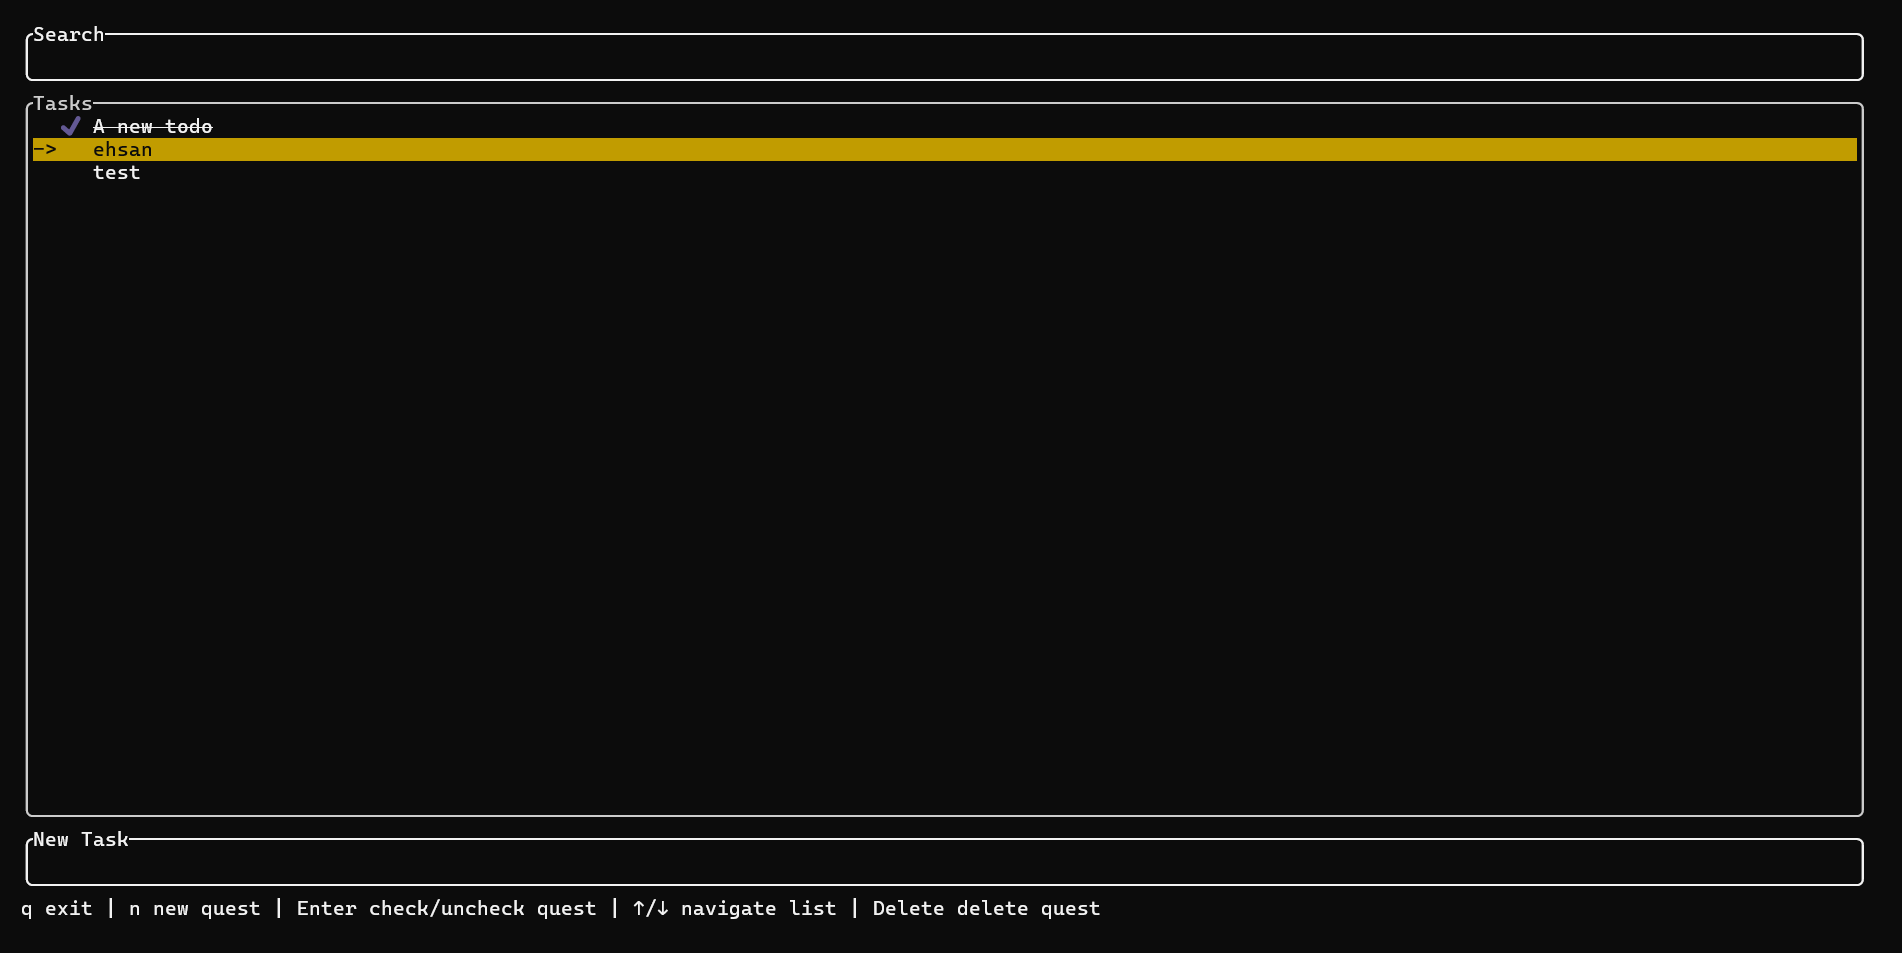 Search
Tasks
✔ A new todo
-> ehsan
test
New Task
q exit | n new quest | Enter check/uncheck quest | ↑/↓ navigate list | Delete delete quest